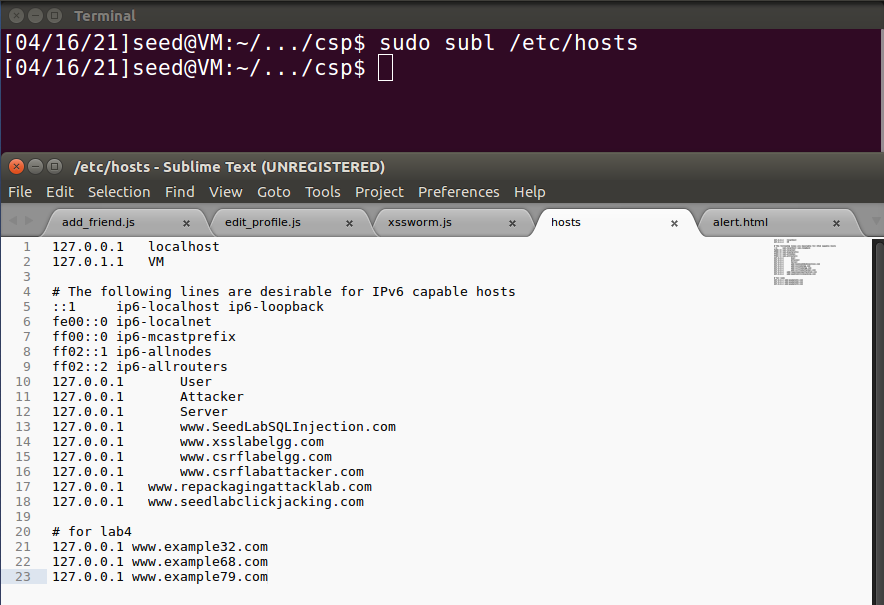 Terminal
[04/16/21]seed@VM:~/.../csp$ sudo subl /etc/hosts
[04/16/21]seed@VM:~/.../csp$
/etc/hosts - Sublime Text (UNREGISTERED)
File Edit Selection Find View Goto Tools Project Preferences Help
add_friend.js × edit_profile.js × xssworm.js × hosts × alert.html ×
1 127.0.0.1 localhost
2 127.0.1.1 VM
3
4 # The following lines are desirable for IPv6 capable hosts
5 ::1 ip6-localhost ip6-loopback
6 fe00::0 ip6-localnet
7 ff00::0 ip6-mcastprefix
8 ff02::1 ip6-allnodes
9 ff02::2 ip6-allrouters
10 127.0.0.1 User
11 127.0.0.1 Attacker
12 127.0.0.1 Server
13 127.0.0.1 www.SeedLabSQLInjection.com
14 127.0.0.1 www.xsslabelgg.com
15 127.0.0.1 www.csrflabelgg.com
16 127.0.0.1 www.csrflabattacker.com
17 127.0.0.1 www.repackagingattacklab.com
18 127.0.0.1 www.seedlabclickjacking.com
19
20 # for lab4
21 127.0.0.1 www.example32.com
22 127.0.0.1 www.example68.com
23 127.0.0.1 www.example79.com